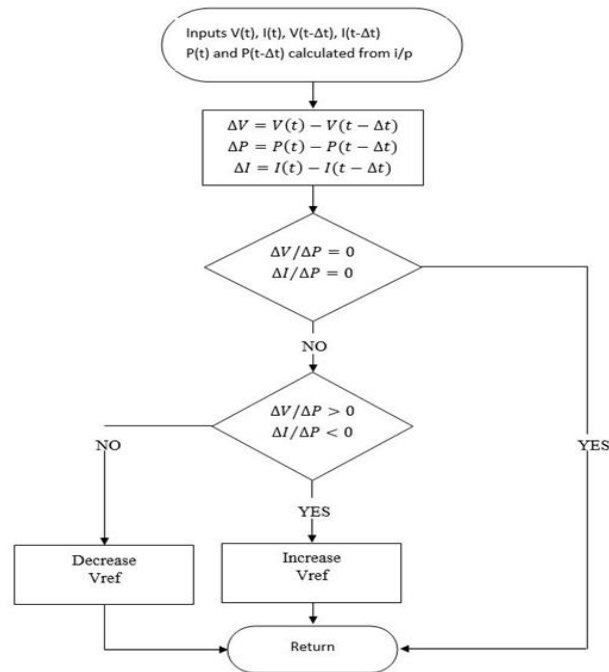 Inputs V(t), I(t), V(t-Δt), I(t-Δt)
P(t) and P(t-Δt) calculated from i/p
ΔV = V(t) − V(t − Δt)
ΔP = P(t) − P(t − Δt)
ΔI = I(t) − I(t − Δt)
ΔV/ΔP = 0
ΔI/ΔP = 0
NO
ΔV/ΔP > 0
ΔI/ΔP < 0
NO
YES
YES
Decrease
Vref
Increase
Vref
Return